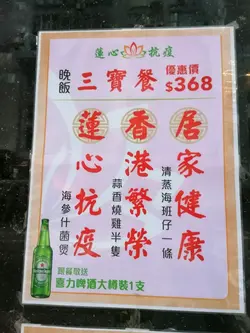 蓮心 抗疫
晚飯 三寶餐 優惠價 $368
居家健康
清蒸海班仔一條
香港繁榮
蒜香燒雞半隻
蓮心抗疫
海參什菌煲
喜力啤酒大樽裝1支